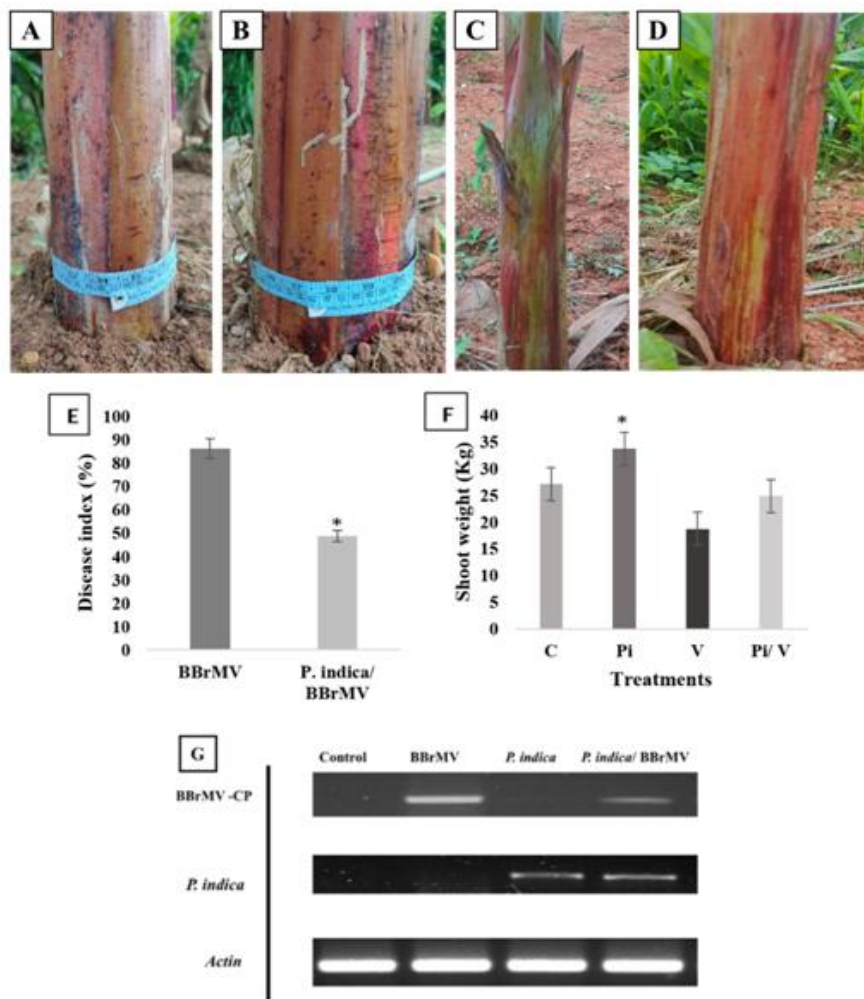 A
B
C
D
E
Disease index (%)
100
90
80
70
60
50
40
30
20
10
0
*
BBrMV
P. indica/
BBrMV
F
Shoot weight (Kg)
40
35
30
25
20
15
10
5
0
*
C
Pi
V
Pi/ V
Treatments
G
Control
BBrMV
P. indica
P. indica/ BBrMV
BBrMV -CP
P. indica
Actin